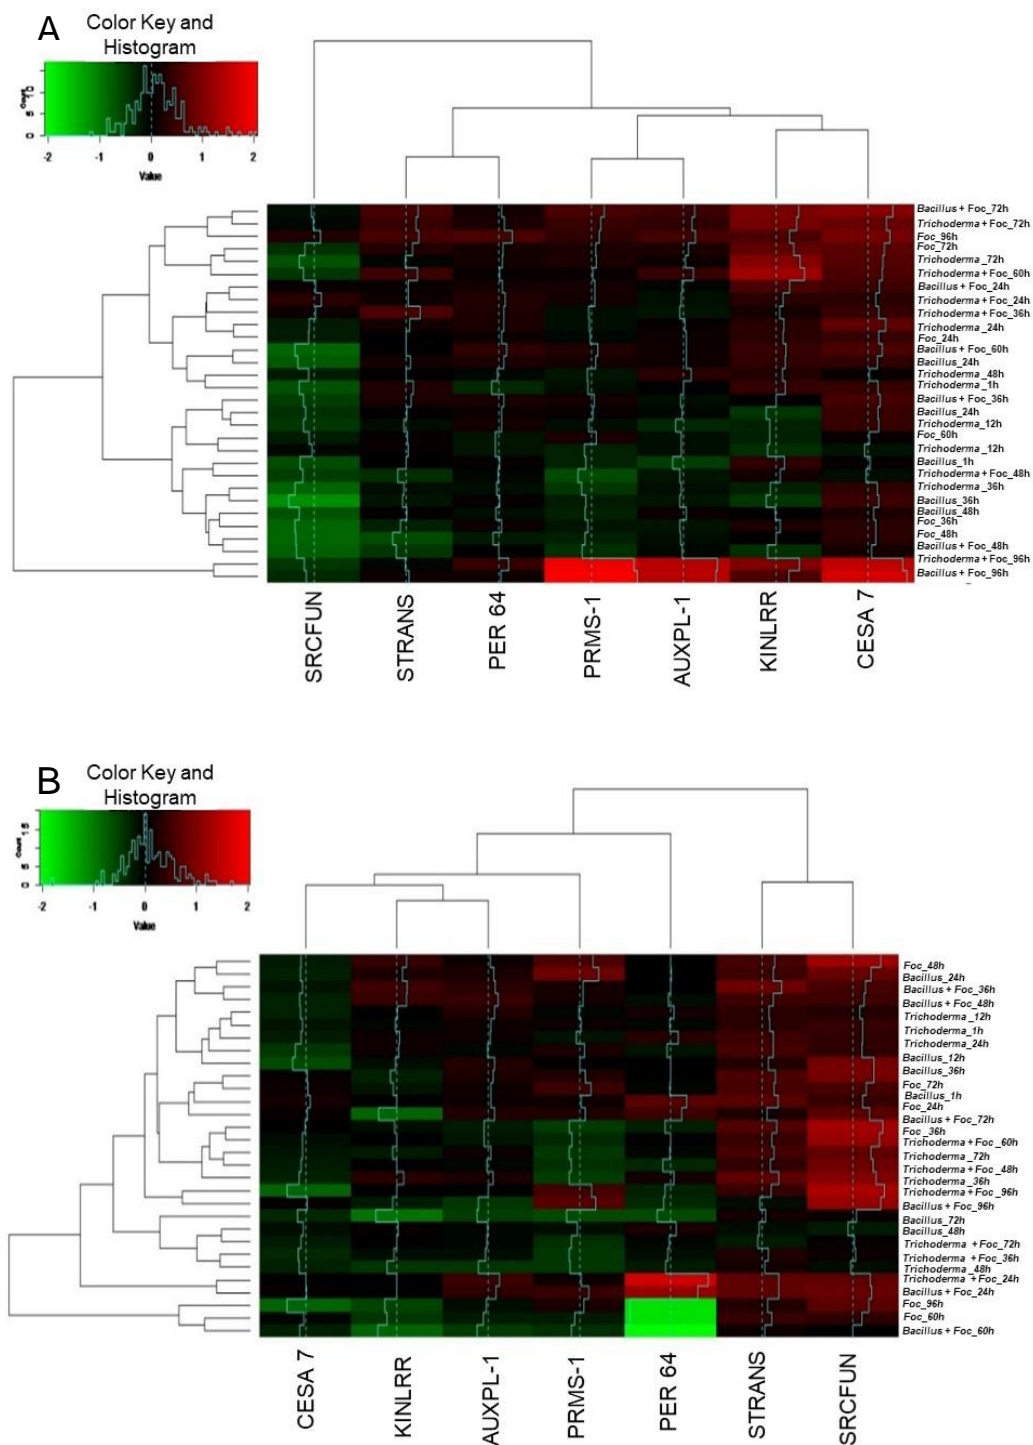 A
Color Key and
Histogram
Count
0 5 10
-2 -1 0 1 2
Value
Bacillus + Foc_72h
Trichoderma + Foc_72h
Foc_96h
Foc_72h
Trichoderma _72h
Trichoderma + Foc_60h
Bacillus + Foc_24h
Trichoderma + Foc_24h
Trichoderma + Foc_36h
Trichoderma _24h
Foc_24h
Bacillus + Foc_60h
Bacillus_24h
Trichoderma _48h
Trichoderma _1h
Bacillus + Foc_36h
Bacillus_24h
Trichoderma _12h
Foc_60h
Trichoderma _12h
Bacillus_1h
Trichoderma + Foc_48h
Trichoderma _36h
Bacillus_36h
Bacillus_48h
Foc_36h
Foc_48h
Bacillus + Foc_48h
Trichoderma + Foc_96h
Bacillus + Foc_96h
SRCFUN
STRANS
PER 64
PRMS-1
AUXPL-1
KINLRR
CESA 7
B
Color Key and
Histogram
Count
0 5 15
-2 -1 0 1 2
Value
Foc_48h
Bacillus_24h
Bacillus + Foc_36h
Bacillus + Foc_48h
Trichoderma _12h
Trichoderma _1h
Trichoderma _24h
Bacillus_12h
Bacillus_36h
Foc_72h
Bacillus_1h
Foc_24h
Bacillus + Foc_72h
Foc_36h
Trichoderma + Foc_60h
Trichoderma _72h
Trichoderma + Foc_48h
Trichoderma _36h
Trichoderma + Foc_96h
Bacillus + Foc_96h
Bacillus_72h
Bacillus_48h
Trichoderma + Foc_72h
Trichoderma + Foc_36h
Trichoderma _48h
Trichoderma + Foc_24h
Bacillus + Foc_24h
Foc_96h
Foc_60h
Bacillus + Foc_60h
CESA 7
KINLRR
AUXPL-1
PRMS-1
PER 64
STRANS
SRCFUN